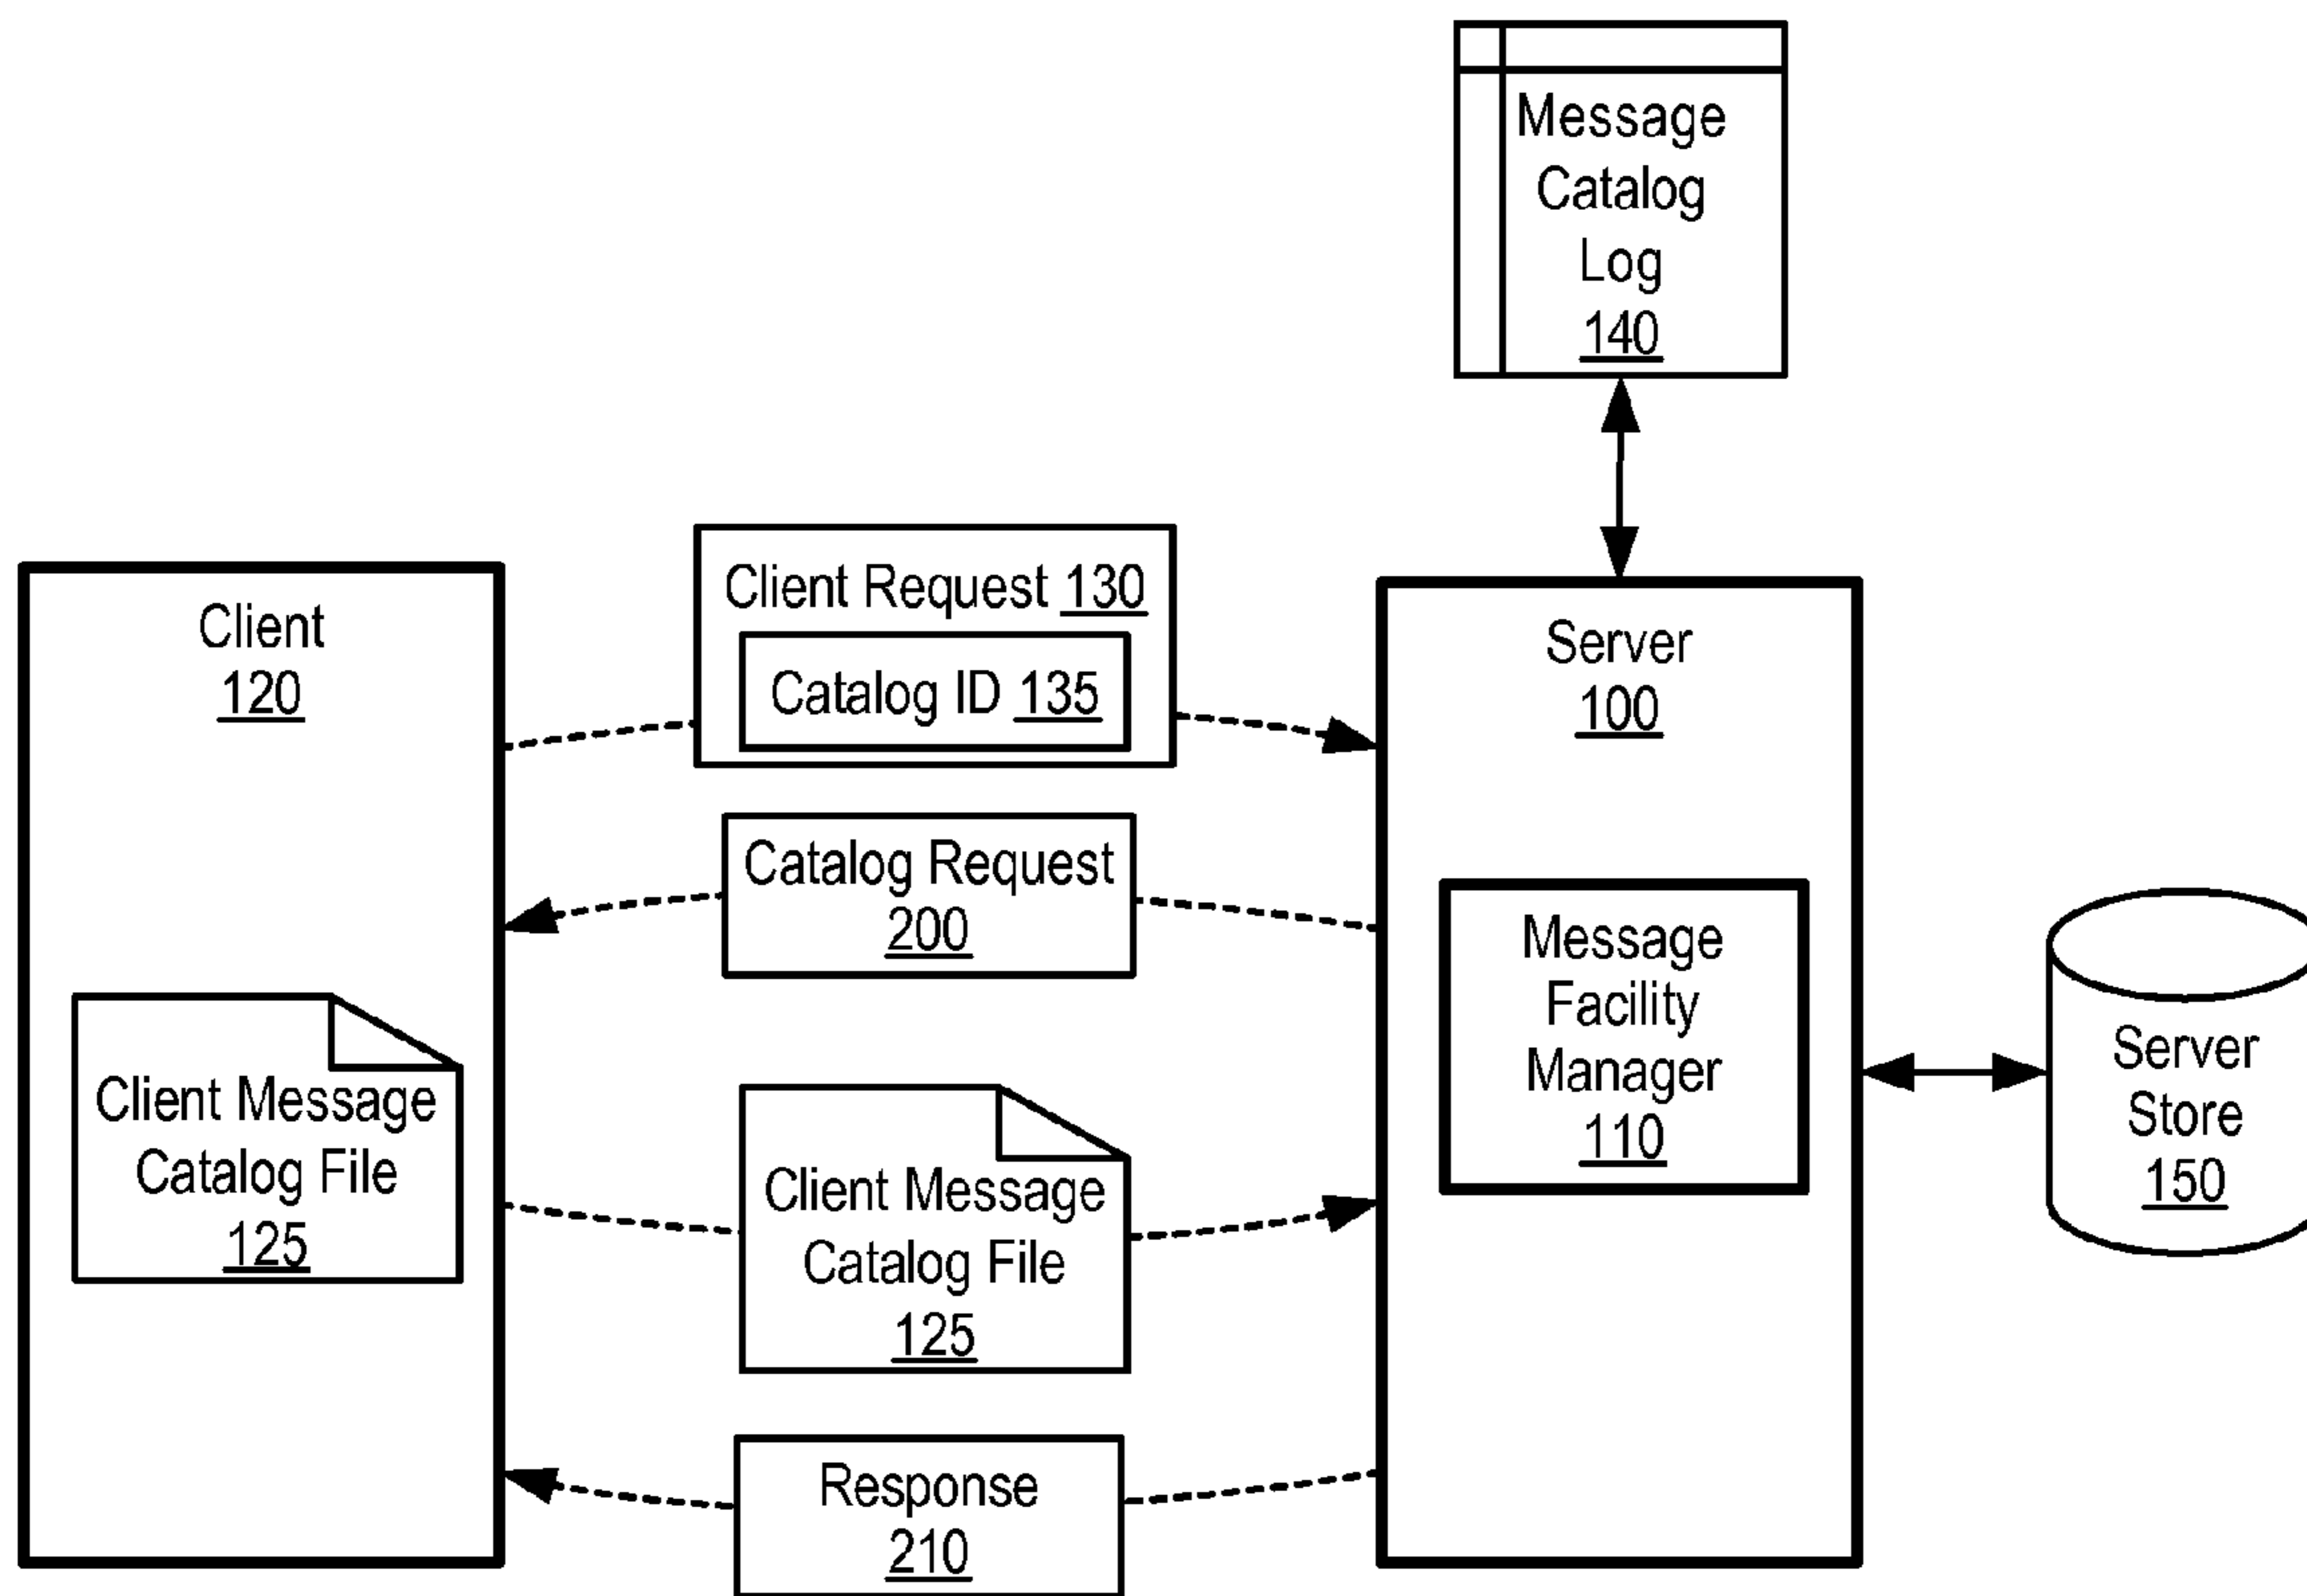 Message
Catalog
Log
140
Client
120
Client Message
Catalog File
125
Client Request 130
Catalog ID 135
Catalog Request
200
Client Message
Catalog File
125
Response
210
Server
100
Message
Facility
Manager
110
Server
Store
150